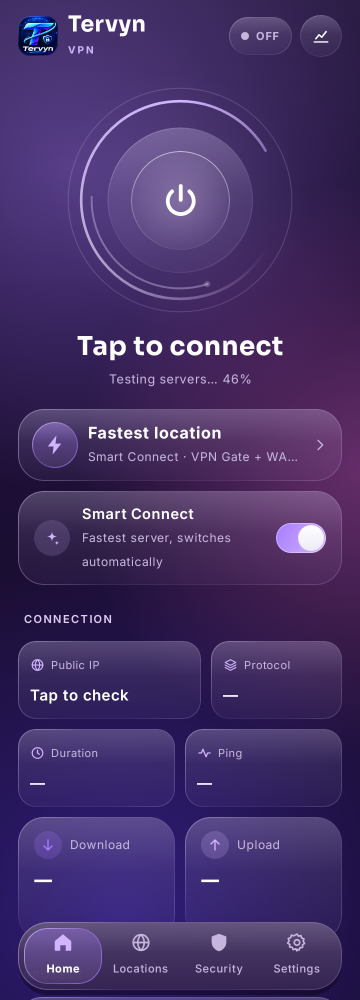 Tervyn
Tervyn
VPN
OFF
Tap to connect
Testing servers... 46%
Fastest location
Smart Connect · VPN Gate + WA...
Smart Connect
Fastest server, switches
automatically
CONNECTION
Public IP
Protocol
Tap to check
—
Duration
Ping
—
—
Download
Upload
—
—
Home
Locations
Security
Settings